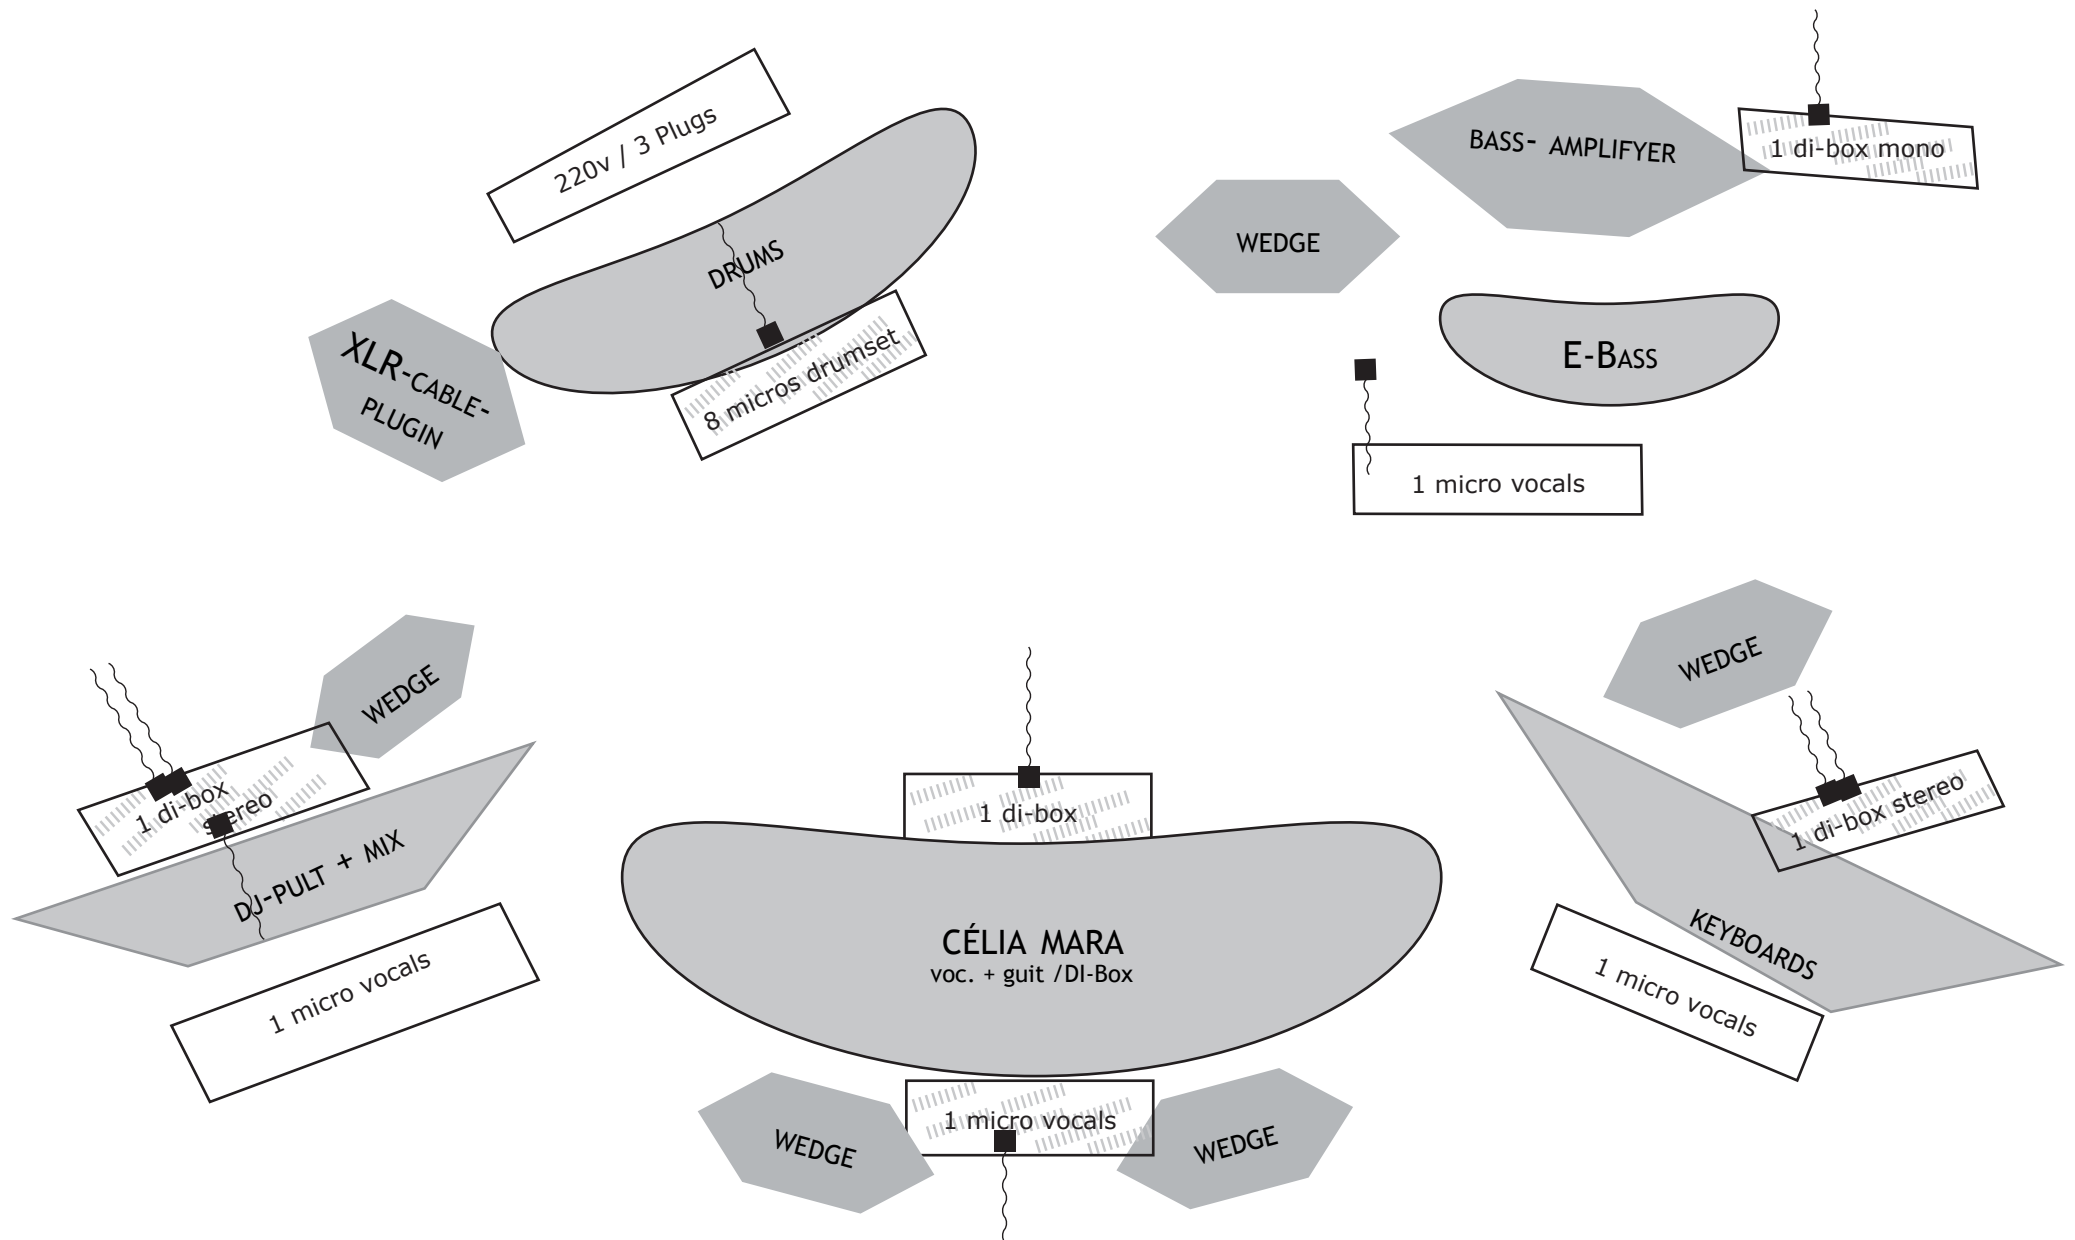 220v / 3 Plugs
DRUMS
XLR-CABLE-
PLUGIN
8 micros drumset
BASS- AMPLIFYER
1 di-box mono
WEDGE
E-BASS
1 micro vocals
WEDGE
1 di-box
stereo
DJ-PULT + MIX
1 micro vocals
1 di-box
CÉLIA MARA
voc. + guit /DI-Box
WEDGE
1 micro vocals
WEDGE
WEDGE
1 di-box stereo
KEYBOARDS
1 micro vocals